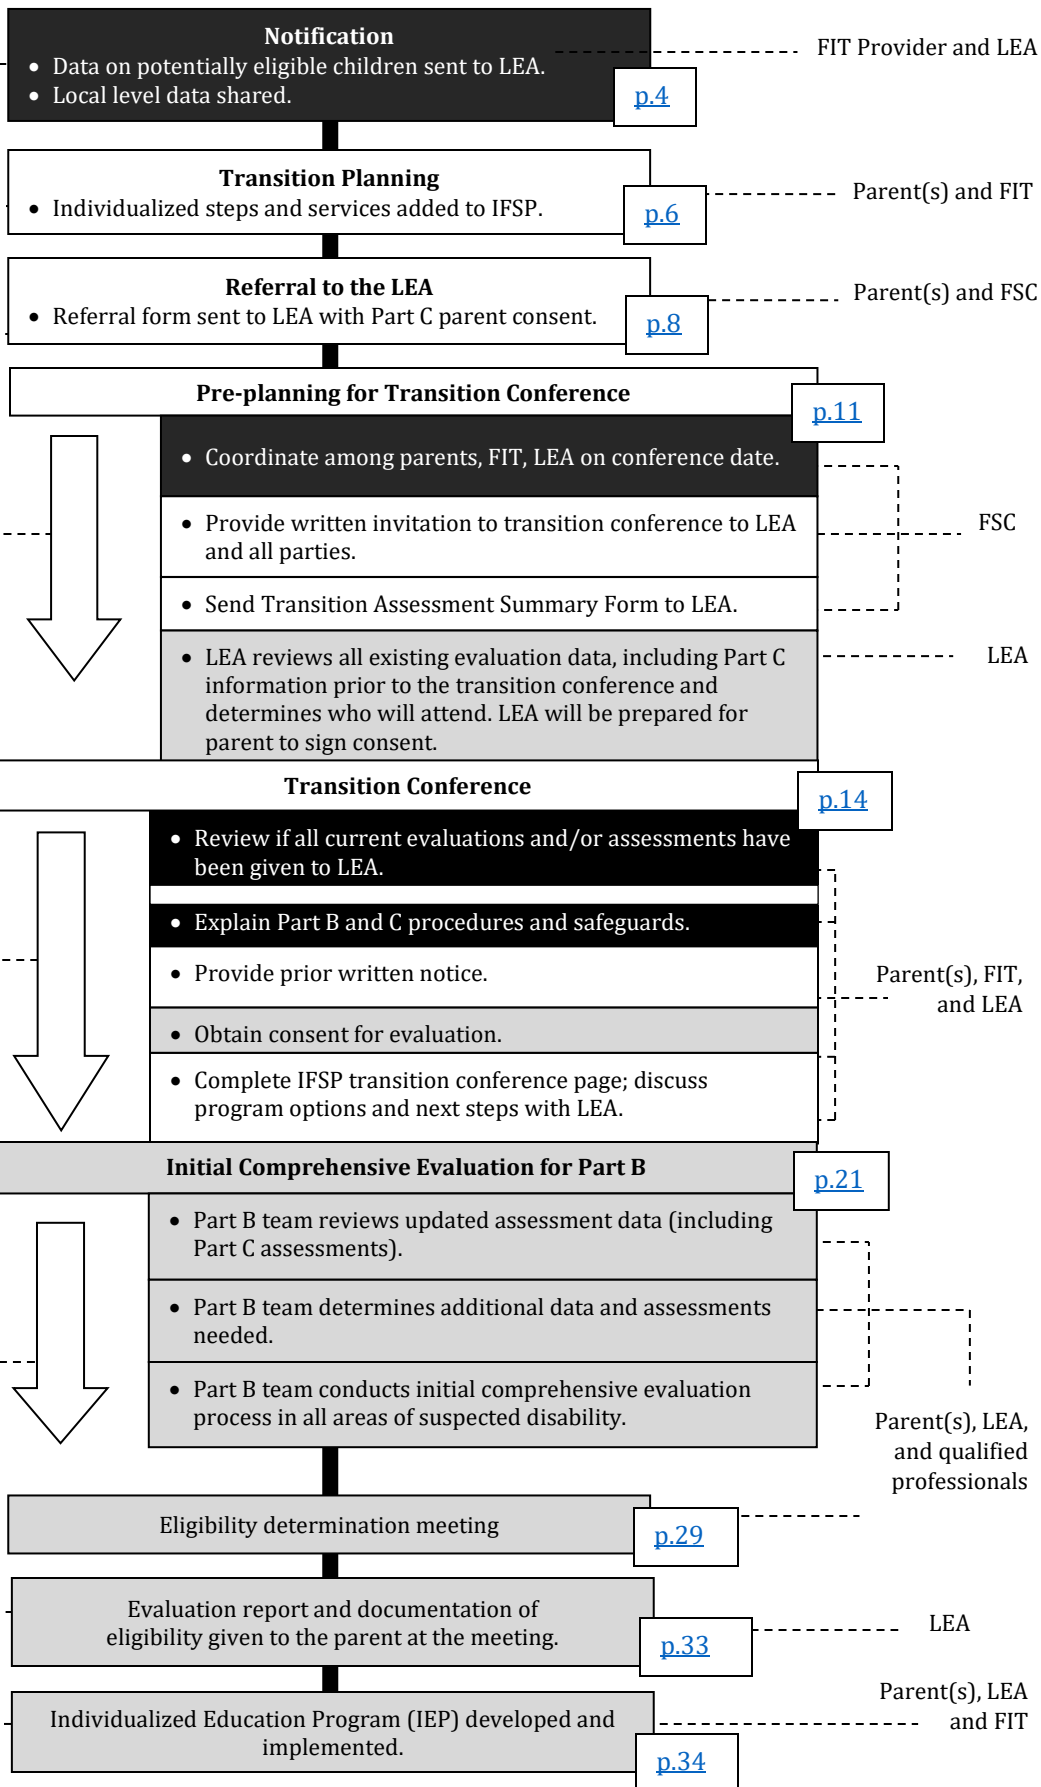 Notification
• Data on potentially eligible children sent to LEA.
• Local level data shared.
p.4
FIT Provider and LEA
Transition Planning
• Individualized steps and services added to IFSP.
p.6
Parent(s) and FIT
Referral to the LEA
• Referral form sent to LEA with Part C parent consent.
p.8
Parent(s) and FSC
Pre-planning for Transition Conference
p.11
• Coordinate among parents, FIT, LEA on conference date.
• Provide written invitation to transition conference to LEA
and all parties.
• Send Transition Assessment Summary Form to LEA.
FSC
• LEA reviews all existing evaluation data, including Part C
information prior to the transition conference and
determines who will attend. LEA will be prepared for
parent to sign consent.
LEA
Transition Conference
p.14
• Review if all current evaluations and/or assessments have
been given to LEA.
• Explain Part B and C procedures and safeguards.
• Provide prior written notice.
• Obtain consent for evaluation.
• Complete IFSP transition conference page; discuss
program options and next steps with LEA.
Parent(s), FIT,
and LEA
Initial Comprehensive Evaluation for Part B
p.21
• Part B team reviews updated assessment data (including
Part C assessments).
• Part B team determines additional data and assessments
needed.
• Part B team conducts initial comprehensive evaluation
process in all areas of suspected disability.
Parent(s), LEA,
and qualified
professionals
Eligibility determination meeting
p.29
Evaluation report and documentation of
eligibility given to the parent at the meeting.
p.33
LEA
Individualized Education Program (IEP) developed and
implemented.
p.34
Parent(s), LEA
and FIT